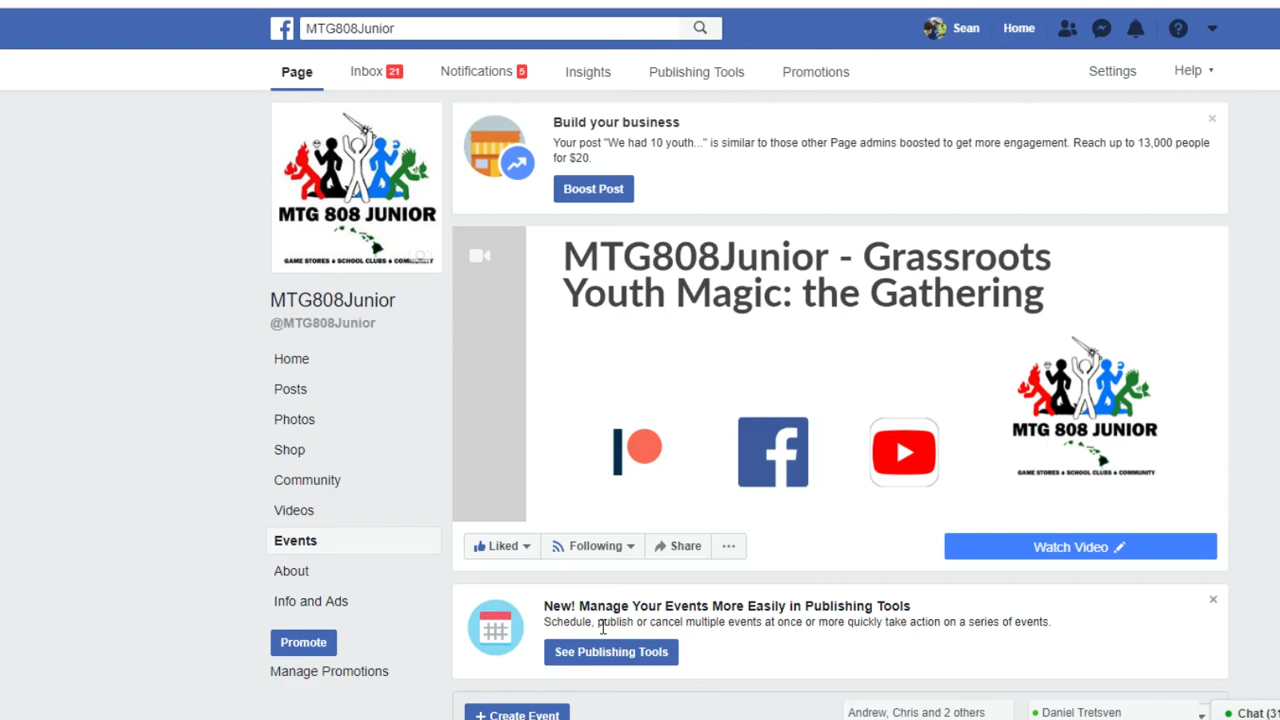 MTG808Junior
Sean
Home
Page
Inbox 21
Notifications 5
Insights
Publishing Tools
Promotions
Settings
Help
MTG 808 JUNIOR
GAME STORES SCHOOL CLUBS COMMUNITY
Build your business
Your post "We had 10 youth..." is similar to those other Page admins boosted to get more engagement. Reach up to 13,000 people
for $20.
Boost Post
MTG808Junior
@MTG808Junior
Home
Posts
Photos
Shop
Community
Videos
Events
About
Info and Ads
Promote
Manage Promotions
MTG808Junior - Grassroots
Youth Magic: the Gathering
MTG 808 JUNIOR
GAME STORES SCHOOL CLUBS COMMUNITY
Liked
Following
Share
Watch Video
New! Manage Your Events More Easily in Publishing Tools
Schedule, publish or cancel multiple events at once or more quickly take action on a series of events.
See Publishing Tools
+ Create Event
Andrew, Chris and 2 others
Daniel Tretsven
Chat (31